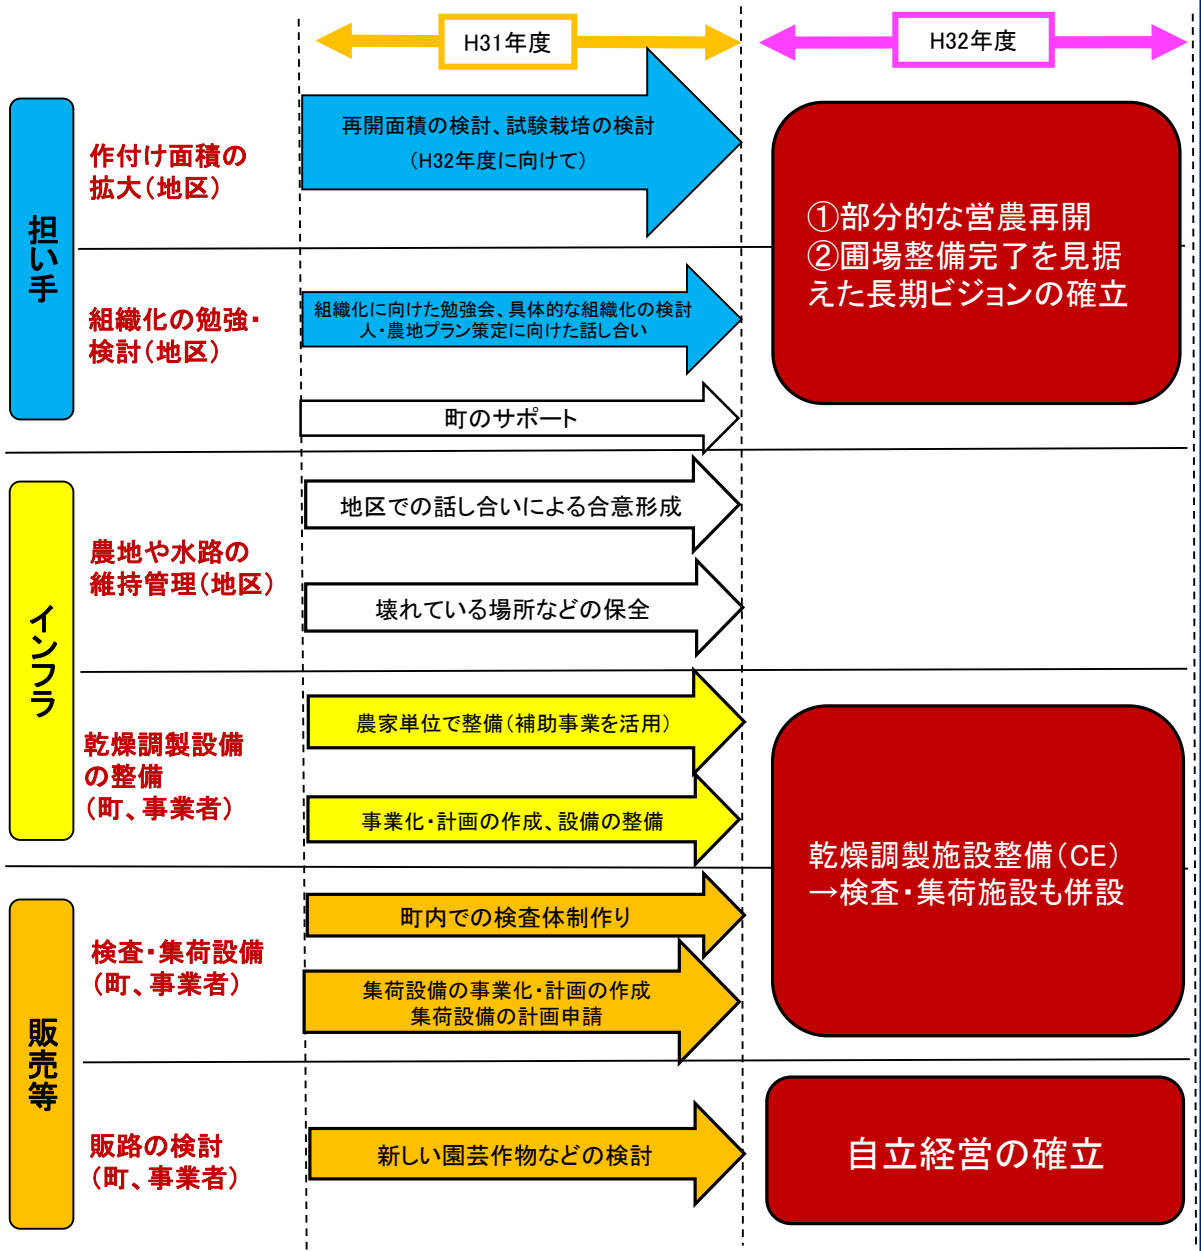 H31年度
H32年度
担い手
作付け面積の
拡大(地区)
再開面積の検討、試験栽培の検討
(H32年度に向けて)
①部分的な営農再開
②圃場整備完了を見据
えた長期ビジョンの確立
組織化の勉強・
検討(地区)
組織化に向けた勉強会、具体的な組織化の検討
人・農地プラン策定に向けた話し合い
町のサポート
インフラ
農地や水路の
維持管理(地区)
地区での話し合いによる合意形成
壊れている場所などの保全
乾燥調製設備
の整備
(町、事業者)
農家単位で整備(補助事業を活用)
事業化・計画の作成、設備の整備
乾燥調製施設整備(CE)
→検査・集荷施設も併設
販売等
検査・集荷設備
(町、事業者)
町内での検査体制作り
集荷設備の事業化・計画の作成
集荷設備の計画申請
販路の検討
(町、事業者)
新しい園芸作物などの検討
自立経営の確立